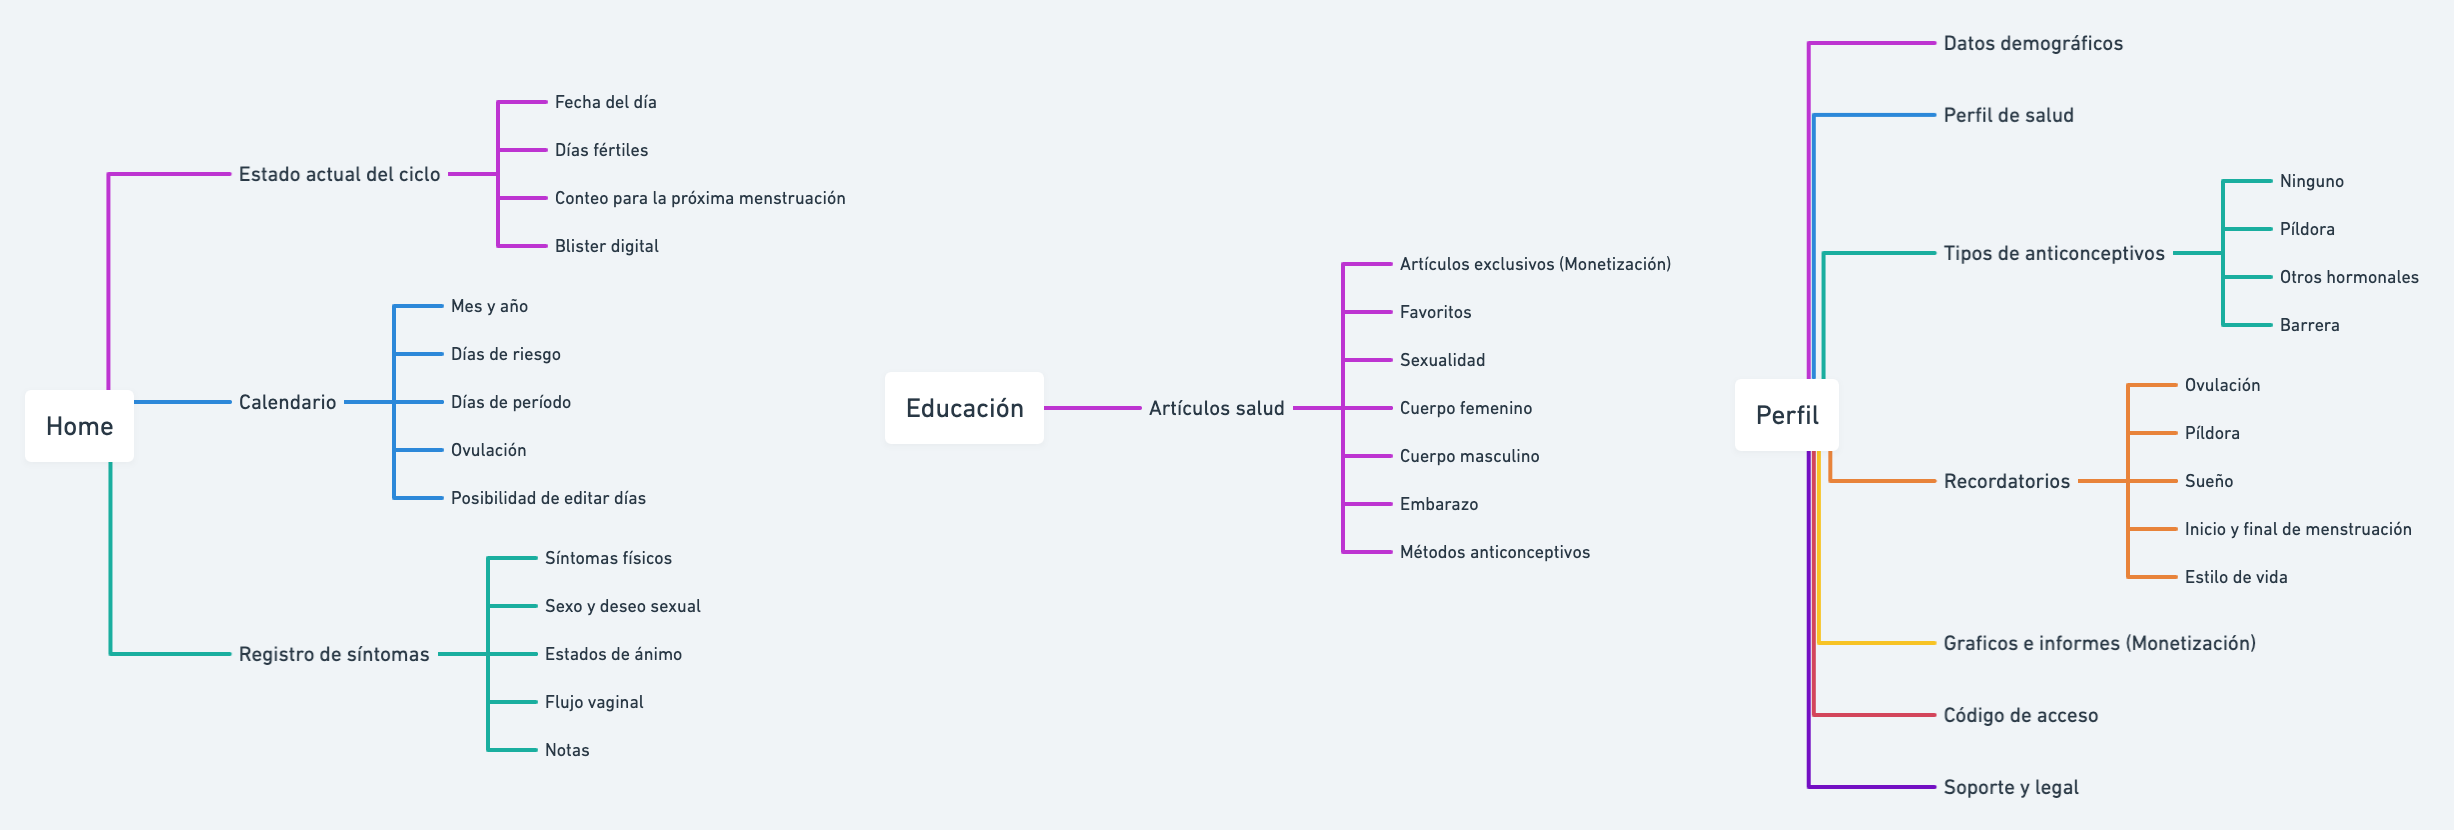 Home
Estado actual del ciclo
Fecha del día
Días fértiles
Conteo para la próxima menstruación
Blister digital
Calendario
Mes y año
Días de riesgo
Días de período
Ovulación
Posibilidad de editar días
Registro de síntomas
Síntomas físicos
Sexo y deseo sexual
Estados de ánimo
Flujo vaginal
Notas
Educación
Artículos salud
Artículos exclusivos (Monetización)
Favoritos
Sexualidad
Cuerpo femenino
Cuerpo masculino
Embarazo
Métodos anticonceptivos
Perfil
Datos demográficos
Perfil de salud
Tipos de anticonceptivos
Ninguno
Píldora
Otros hormonales
Barrera
Recordatorios
Ovulación
Píldora
Sueño
Inicio y final de menstruación
Estilo de vida
Graficos e informes (Monetización)
Código de acceso
Soporte y legal